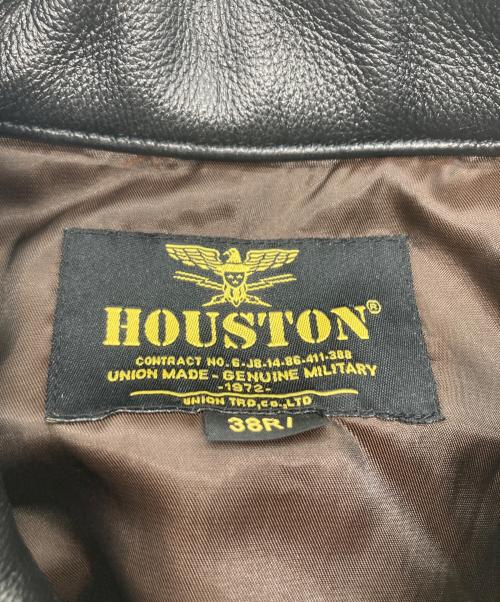 HOUSTON®
CONTRACT NO. 6-JB-14-86-411-388
UNION MADE - GENUINE MILITARY
-1972-
UNION TRD,CO.,LTD
38R/